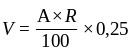 V = A × R / 100 × 0,25